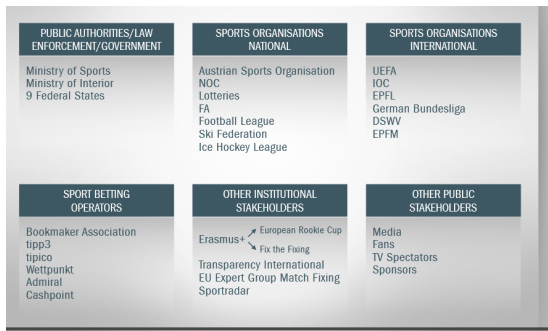 PUBLIC AUTHORITIES/LAW
ENFORCEMENT/GOVERNMENT
Ministry of Sports
Ministry of Interior
9 Federal States
SPORTS ORGANISATIONS
NATIONAL
Austrian Sports Organisation
NOC
Lotteries
FA
Football League
Ski Federation
Ice Hockey League
SPORTS ORGANISATIONS
INTERNATIONAL
UEFA
IOC
EPFL
German Bundesliga
DSWV
EPFM
SPORT BETTING
OPERATORS
Bookmaker Association
tipp3
tipico
Wettpunkt
Admiral
Cashpoint
OTHER INSTITUTIONAL
STAKEHOLDERS
Erasmus+
European Rookie Cup
Fix the Fixing
Transparency International
EU Expert Group Match Fixing
Sportradar
OTHER PUBLIC
STAKEHOLDERS
Media
Fans
TV Spectators
Sponsors